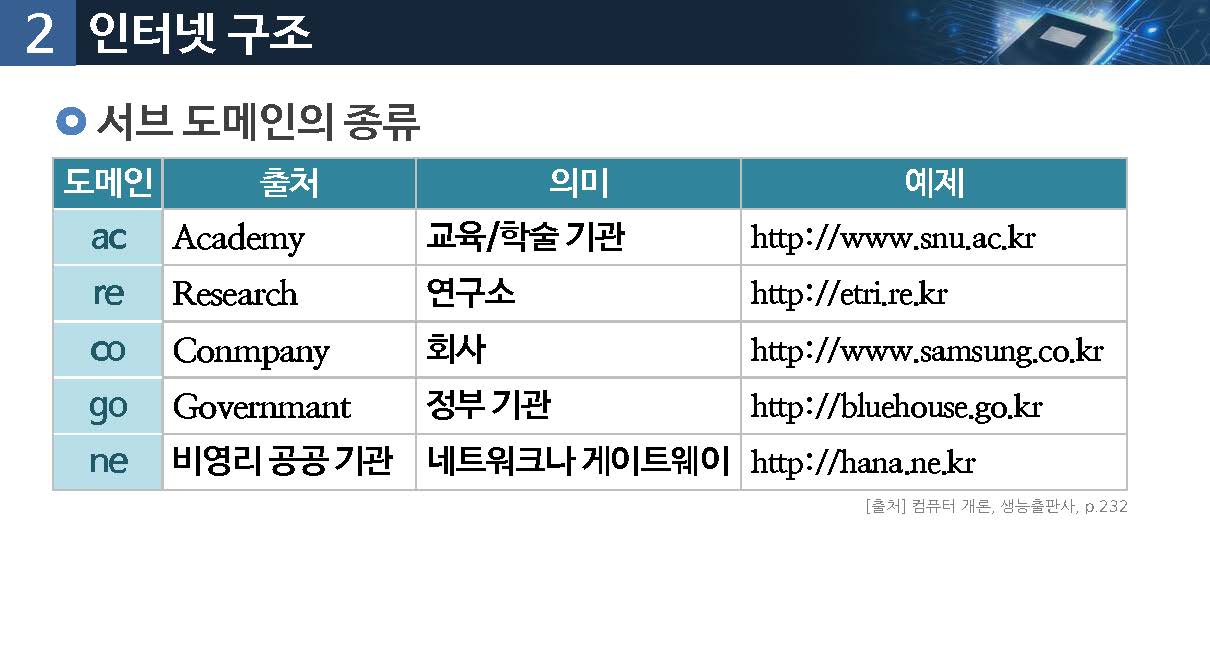 2 인터넷 구조
서브 도메인의 종류
도메인 출처 의미 예제
ac Academy 교육/학술 기관 http://www.snu.ac.kr
re Research 연구소 http://etri.re.kr
co Conmpany 회사 http://www.samsung.co.kr
go Governmant 정부 기관 http://bluehouse.go.kr
ne 비영리 공공 기관 네트워크나 게이트웨이 http://hana.ne.kr
[출처] 컴퓨터 개론, 생능출판사, p.232